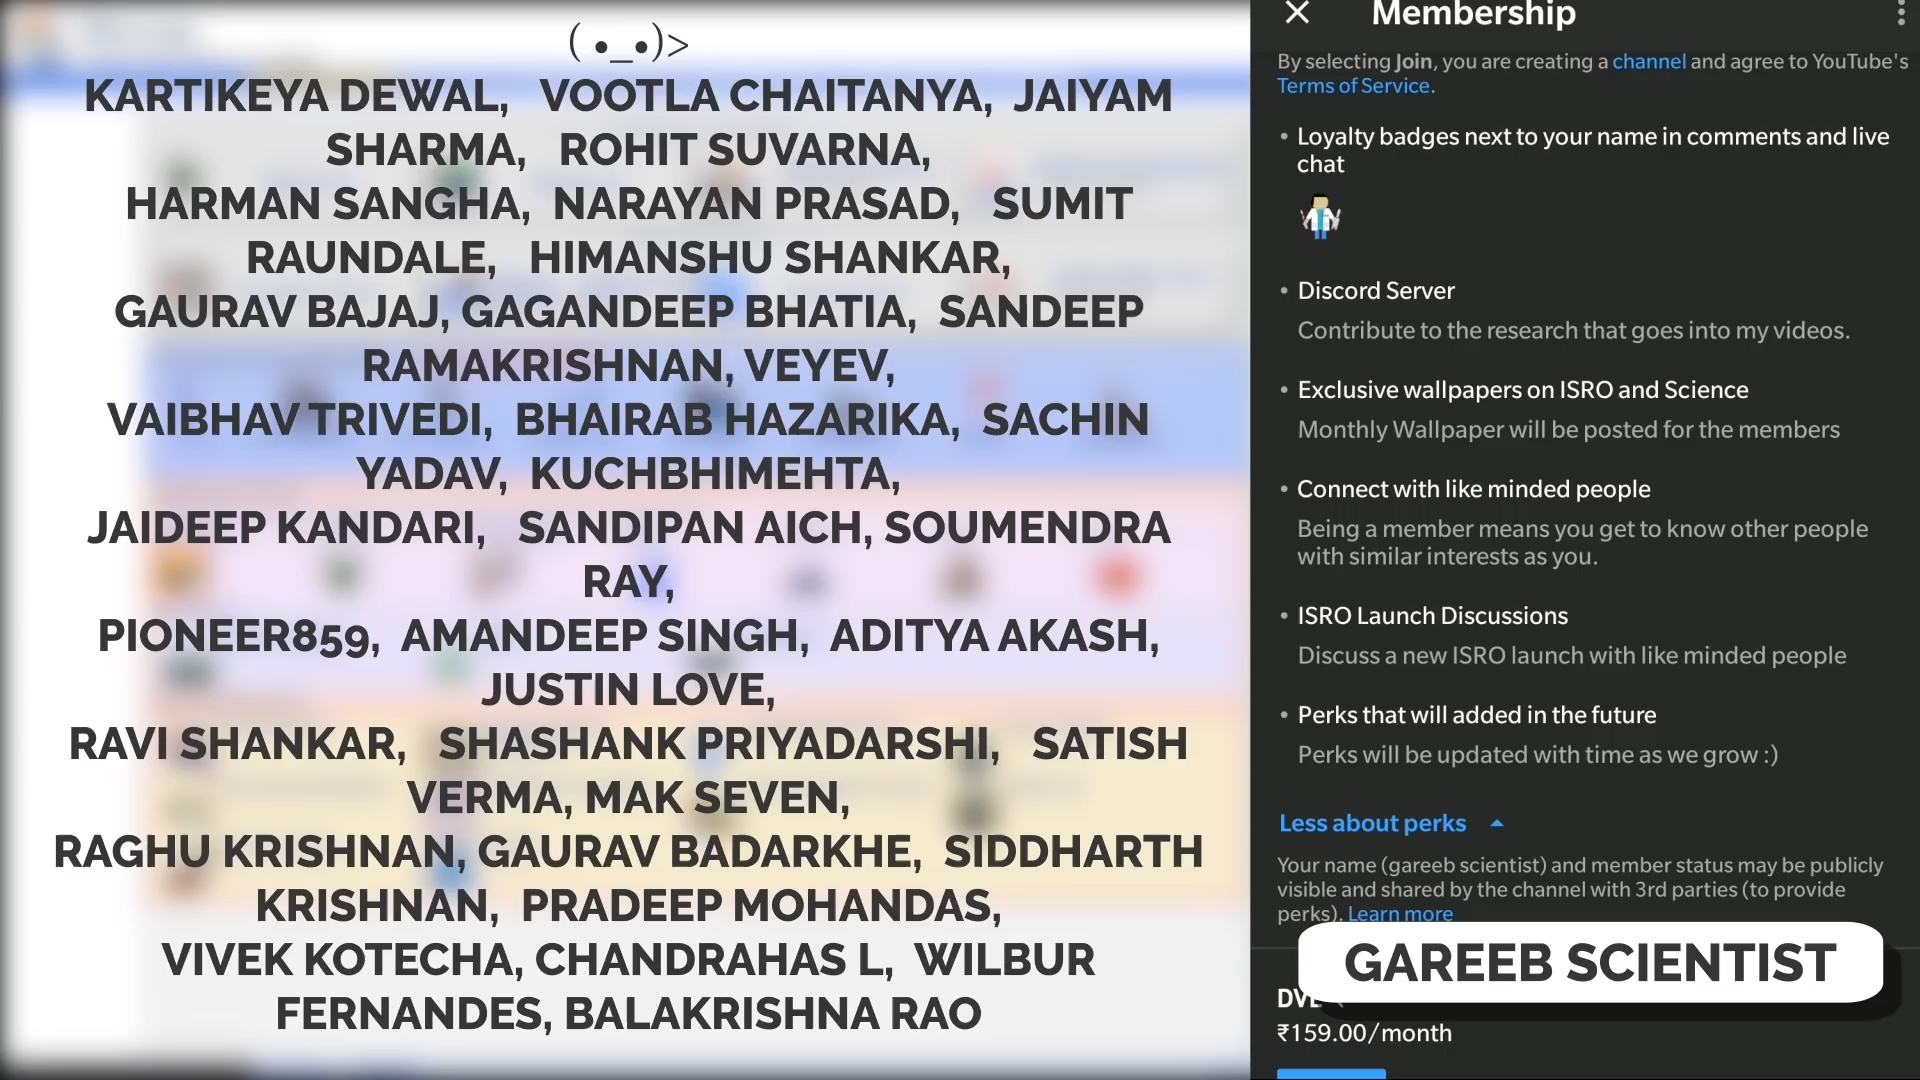 ( •_•)>
KARTIKEYA DEWAL, VOOTLA CHAITANYA, JAIYAM
SHARMA, ROHIT SUVARNA,
HARMAN SANGHA, NARAYAN PRASAD, SUMIT
RAUNDALE, HIMANSHU SHANKAR,
GAURAV BAJAJ, GAGANDEEP BHATIA, SANDEEP
RAMAKRISHNAN, VEYEV,
VAIBHAV TRIVEDI, BHAIRAB HAZARIKA, SACHIN
YADAV, KUCHBHIMEHTA,
JAIDEEP KANDARI, SANDIPAN AICH, SOUMENDRA
RAY,
PIONEER859, AMANDEEP SINGH, ADITYA AKASH,
JUSTIN LOVE,
RAVI SHANKAR, SHASHANK PRIYADARSHI, SATISH
VERMA, MAK SEVEN,
RAGHU KRISHNAN, GAURAV BADARKHE, SIDDHARTH
KRISHNAN, PRADEEP MOHANDAS,
VIVEK KOTECHA, CHANDRAHAS L, WILBUR
FERNANDES, BALAKRISHNA RAO
Membership
By selecting Join, you are creating a channel and agree to YouTube's
Terms of Service.
• Loyalty badges next to your name in comments and live
chat
• Discord Server
Contribute to the research that goes into my videos.
• Exclusive wallpapers on ISRO and Science
Monthly Wallpaper will be posted for the members
• Connect with like minded people
Being a member means you get to know other people
with similar interests as you.
• ISRO Launch Discussions
Discuss a new ISRO launch with like minded people
• Perks that will added in the future
Perks will be updated with time as we grow :)
Less about perks
Your name (gareeb scientist) and member status may be publicly
visible and shared by the channel with 3rd parties (to provide
perks). Learn more
GAREEB SCIENTIST
₹159.00/month